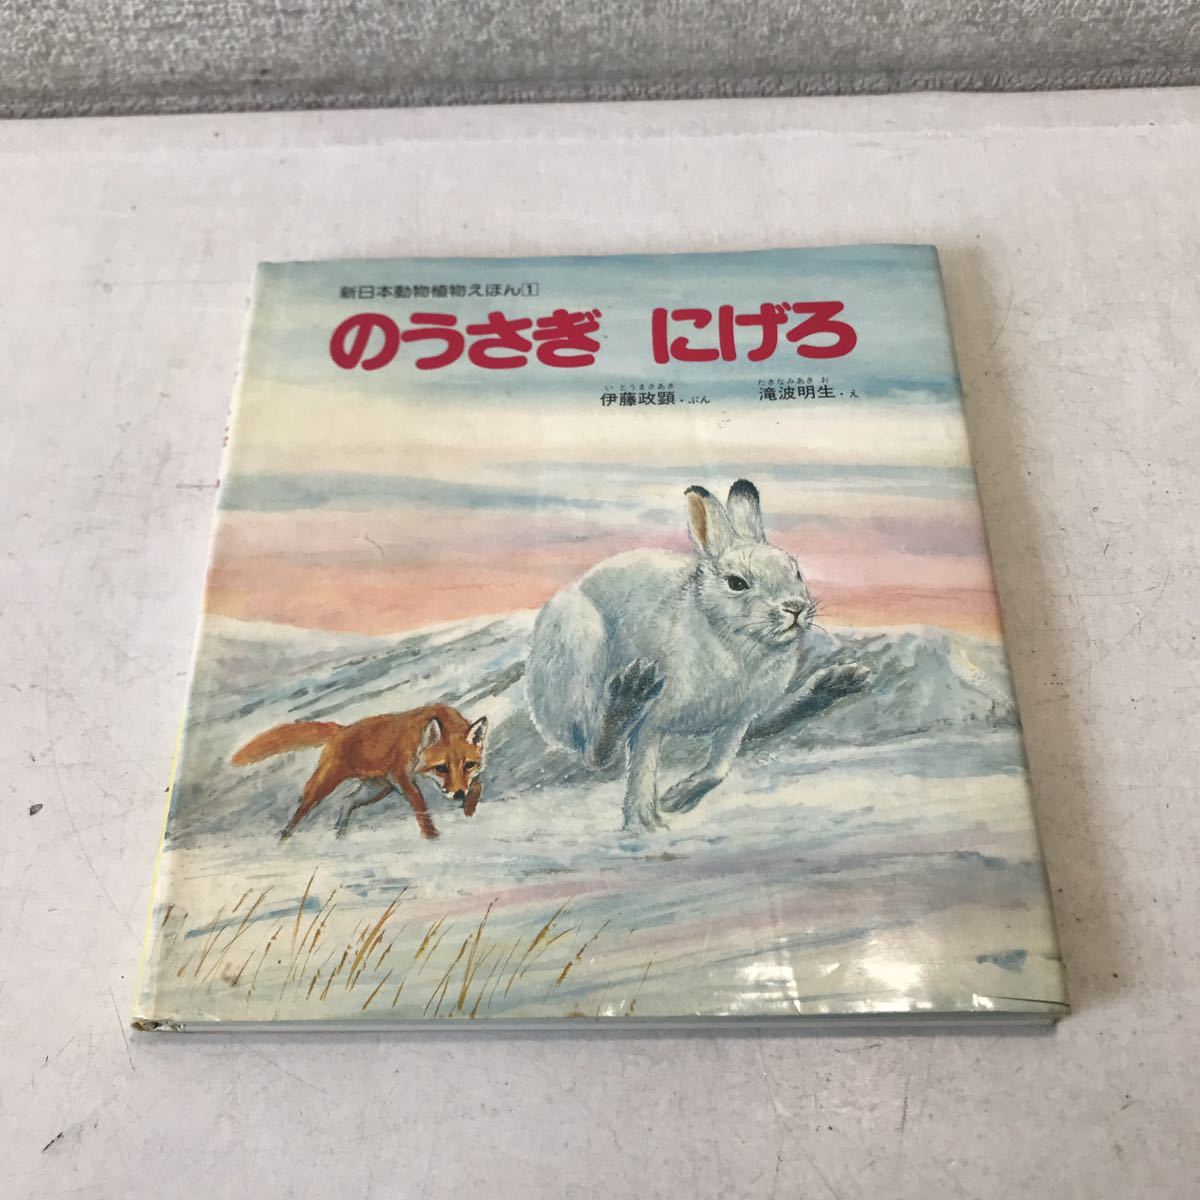 新日本動物植物えほん1
のうさぎ にげろ
いとうまさあき たきなみあきお
伊藤政顕・ぶん 滝波明生・え